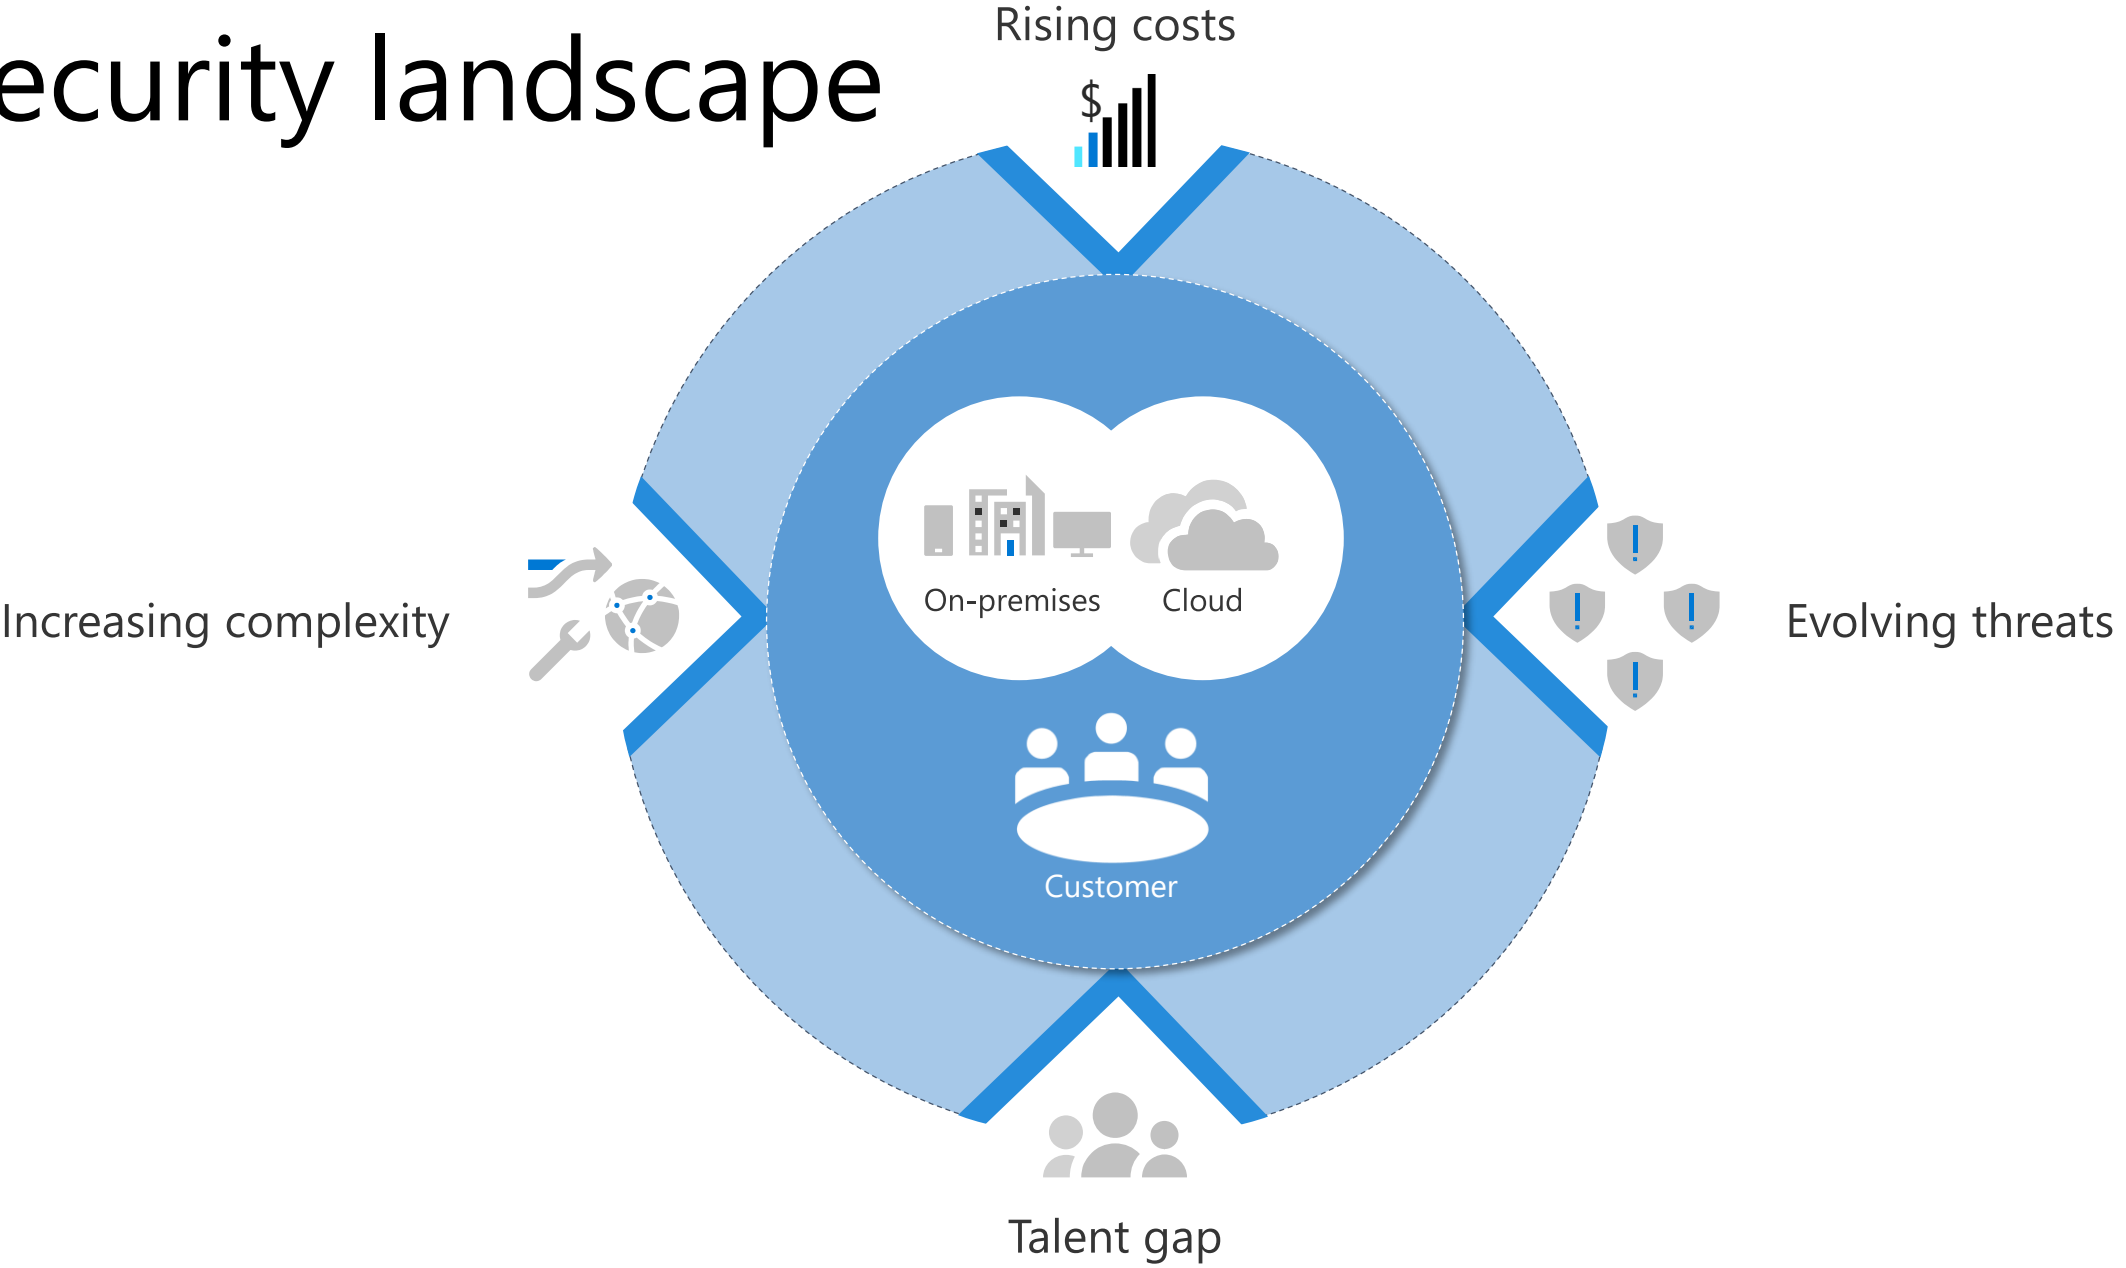 Rising costs
ecurity landscape
$
On-premises
Cloud
Increasing complexity
Evolving threats
Customer
Talent gap